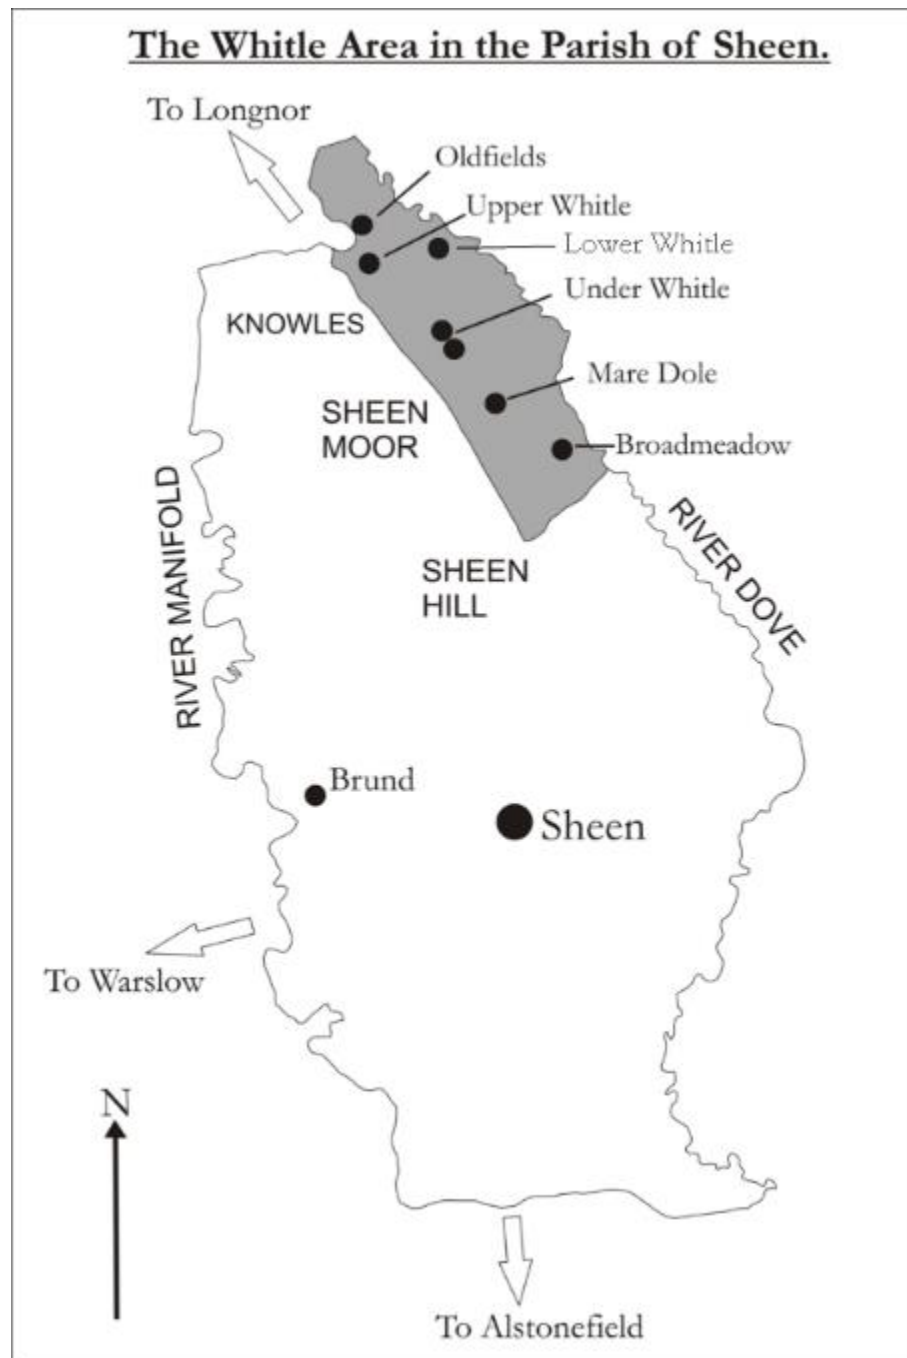 The Whitle Area in the Parish of Sheen.
To Longnor
Oldfields
Upper Whitle
Lower Whitle
Under Whitle
KNOWLES
Mare Dole
SHEEN
MOOR
Broadmeadow
RIVER MANIFOLD
RIVER DOVE
SHEEN
HILL
Brund
Sheen
To Warslow
N
To Alstonefield